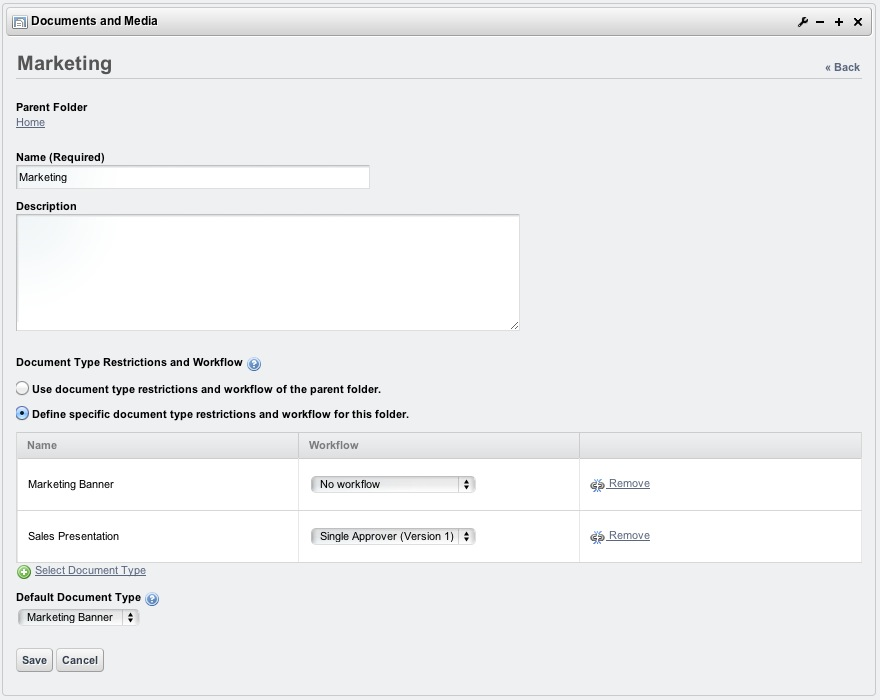 Documents and Media
Marketing
« Back
Parent Folder
Home
Name (Required)
Marketing
Description
Document Type Restrictions and Workflow
Use document type restrictions and workflow of the parent folder.
Define specific document type restrictions and workflow for this folder.
Name Workflow
Marketing Banner No workflow Remove
Sales Presentation Single Approver (Version 1) Remove
Select Document Type
Default Document Type
Marketing Banner
Save Cancel